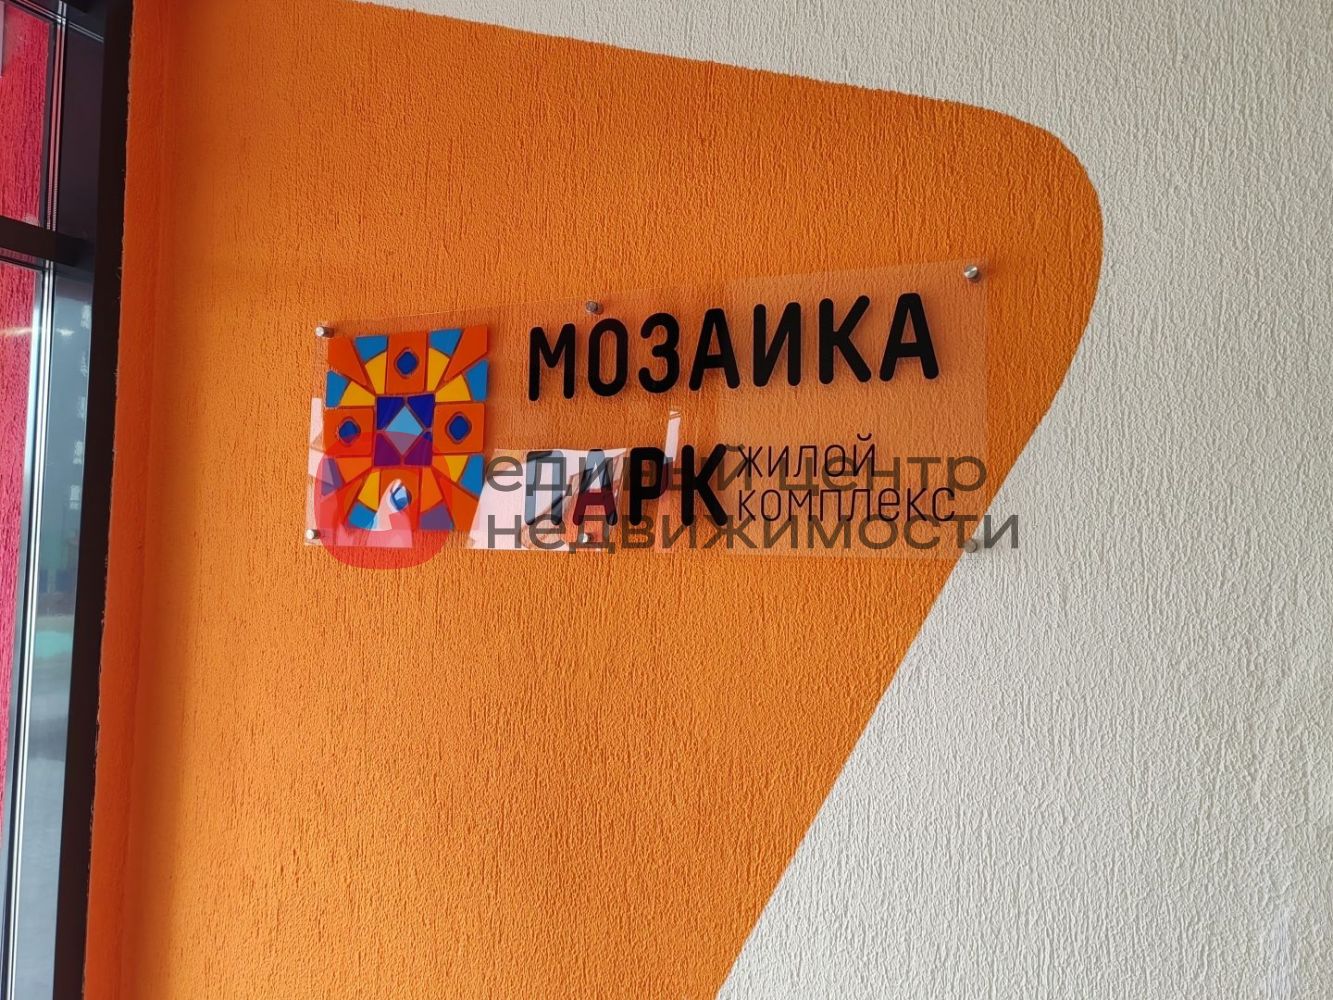 МОЗАИКА
ПАРК
жилой
комплекс
единый центр
недвижимости